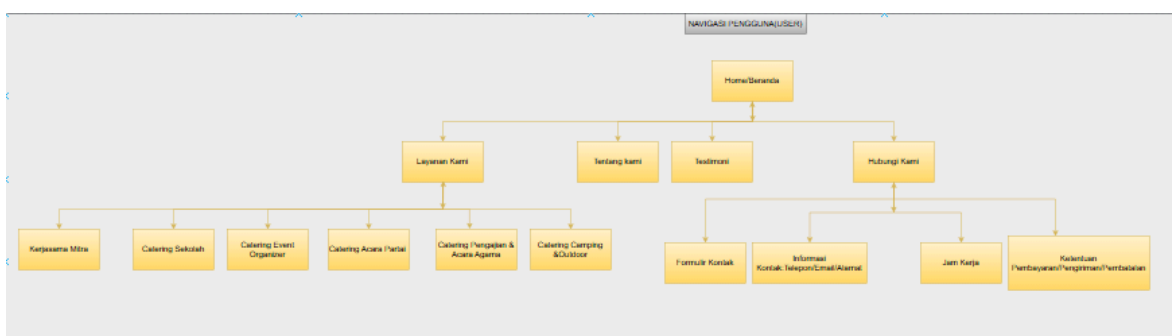 NAVIGASI PENGGUNA(USER)
Home/Beranda
Layanan Kami
Tentang kami
Testimoni
Hubungi Kami
Kerjasama Mitra
Catering Sekolah
Catering Event
Organizer
Catering Acara Partai
Catering Pengajian &
Acara Agama
Catering Camping
&Outdoor
Formulir Kontak
Informasi
Kontak:Telepon/Email/Alamat
Jam Kerja
Ketentuan
Pembayaran/Pengiriman/Pembatalan